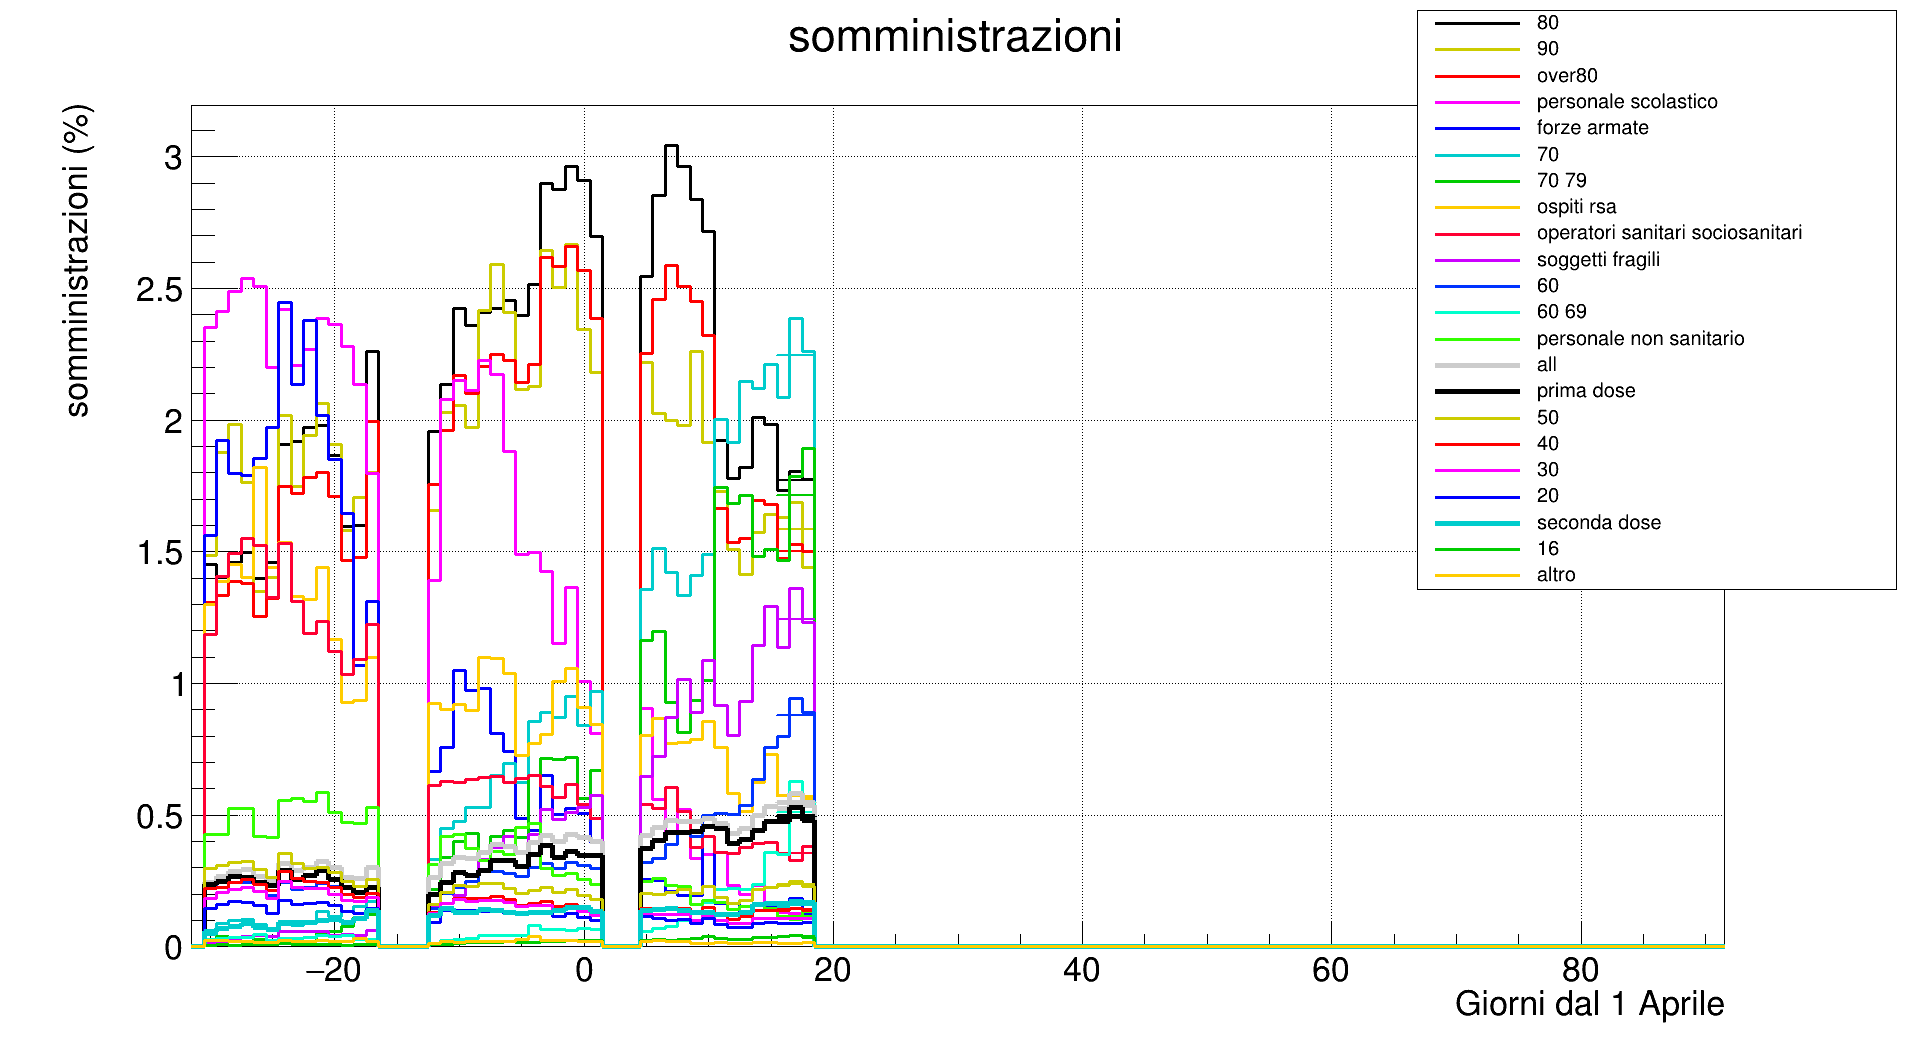 somministrazioni
80
90
over80
personale scolastico
forze armate
70
70 79
ospiti rsa
operatori sanitari sociosanitari
soggetti fragili
60
60 69
personale non sanitario
all
prima dose
50
40
30
20
seconda dose
16
altro
somministrazioni (%)
3
2.5
2
1.5
1
0.5
0
−20 0 20 40 60 80
Giorni dal 1 Aprile